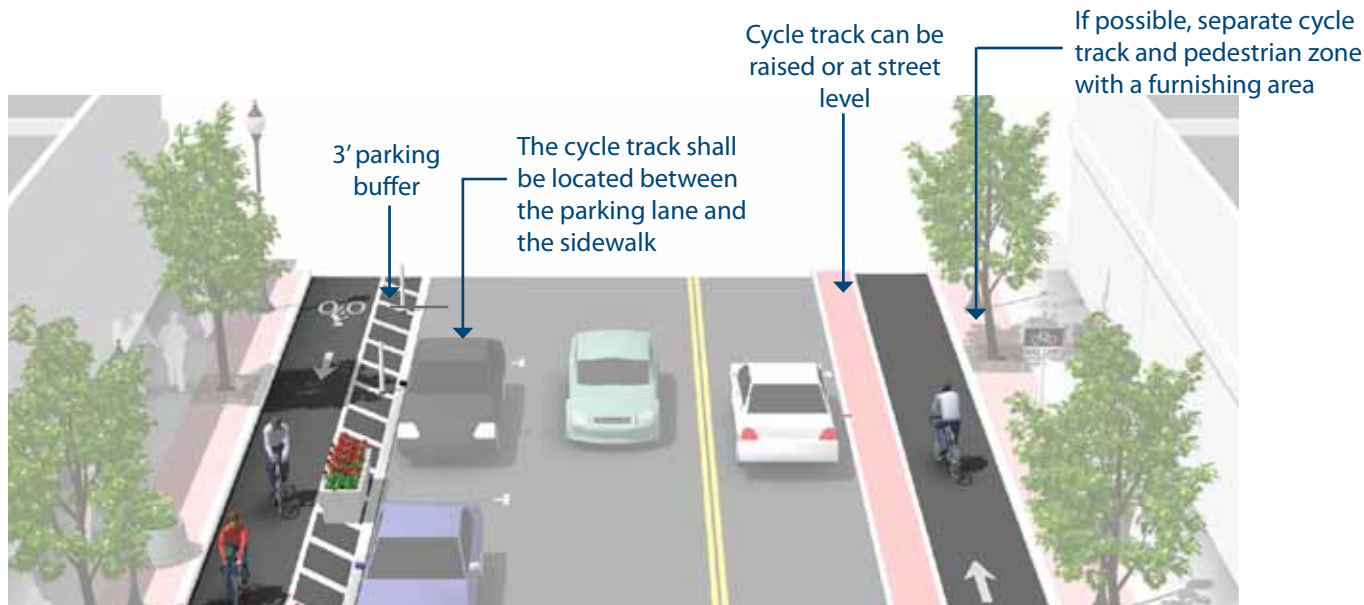 If possible, separate cycle
track and pedestrian zone
with a furnishing area
Cycle track can be
raised or at street
level
3’ parking
buffer
The cycle track shall
be located between
the parking lane and
the sidewalk